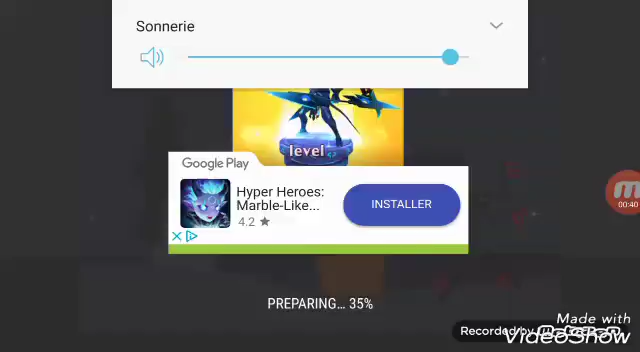 Sonnerie
level
Google Play
Hyper Heroes:
Marble-Like...
4.2 ★
INSTALLER
00:40
PREPARING... 35%
Made with
Recorded by
VideoShow